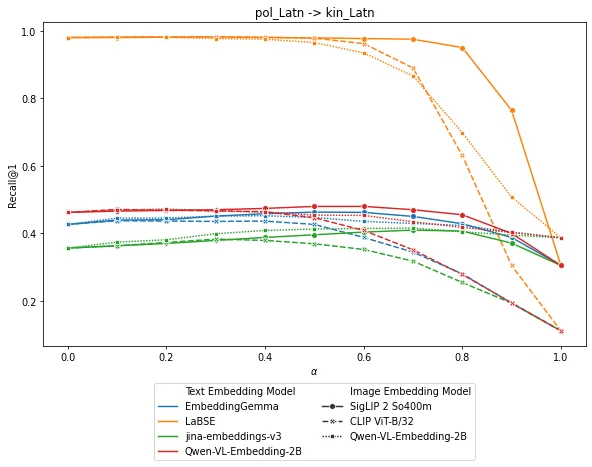 pol_Latn -> kin_Latn
Recall@1
1.0
0.8
0.6
0.4
0.2
0.0 0.2 0.4 0.6 0.8 1.0
α
Text Embedding Model Image Embedding Model
EmbeddingGemma SigLIP 2 So400m
LaBSE CLIP ViT-B/32
jina-embeddings-v3 Qwen-VL-Embedding-2B
Qwen-VL-Embedding-2B